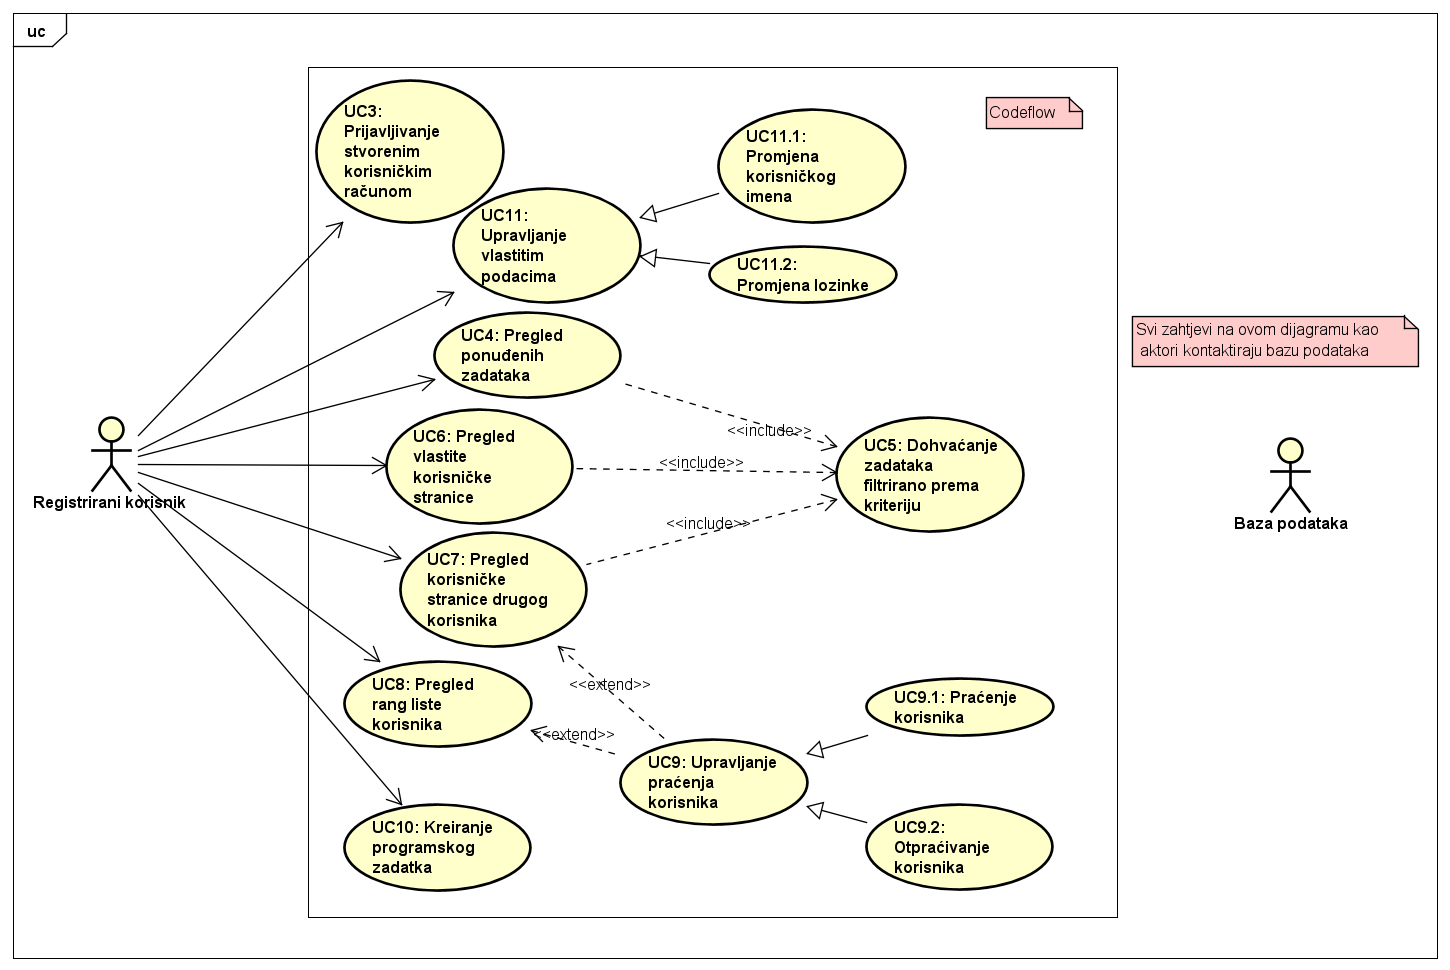 uc
UC3:
Prijavljivanje
stvorenim
korisničkim
računom
Codeflow
UC11.1:
Promjena
korisničkog
imena
UC11:
Upravljanje
vlastitim
podacima
UC11.2:
Promjena lozinke
UC4: Pregled
ponuđenih
zadataka
Svi zahtjevi na ovom dijagramu kao
aktori kontaktiraju bazu podataka
<<include>>
UC6: Pregled
vlastite
korisničke
stranice
<<include>>
UC5: Dohvaćanje
zadataka
filtrirano prema
kriteriju
Registrirani korisnik
Baza podataka
<<include>>
UC7: Pregled
korisničke
stranice drugog
korisnika
UC8: Pregled
rang liste
korisnika
<<extend>>
<<extend>>
UC9.1: Praćenje
korisnika
UC9: Upravljanje
praćenja
korisnika
UC10: Kreiranje
programskog
zadatka
UC9.2:
Otpraćivanje
korisnika